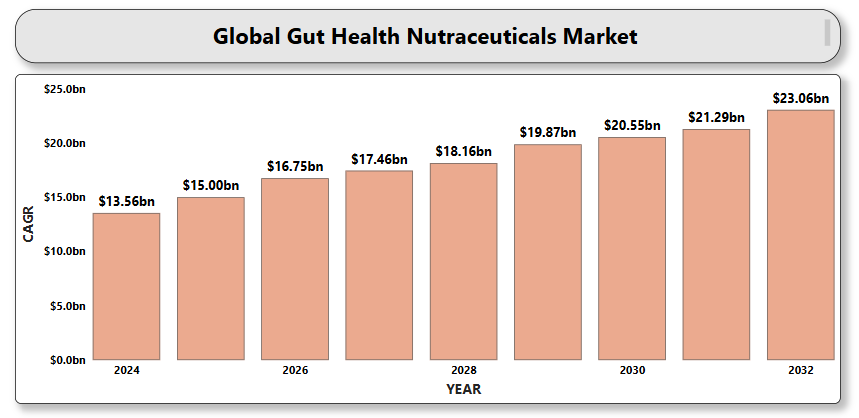 Global Gut Health Nutraceuticals Market
$25.0bn
$20.0bn
$15.0bn
$10.0bn
$5.0bn
$0.0bn
CAGR
$13.56bn
$15.00bn
$16.75bn
$17.46bn
$18.16bn
$19.87bn
$20.55bn
$21.29bn
$23.06bn
2024
2026
2028
2030
2032
YEAR